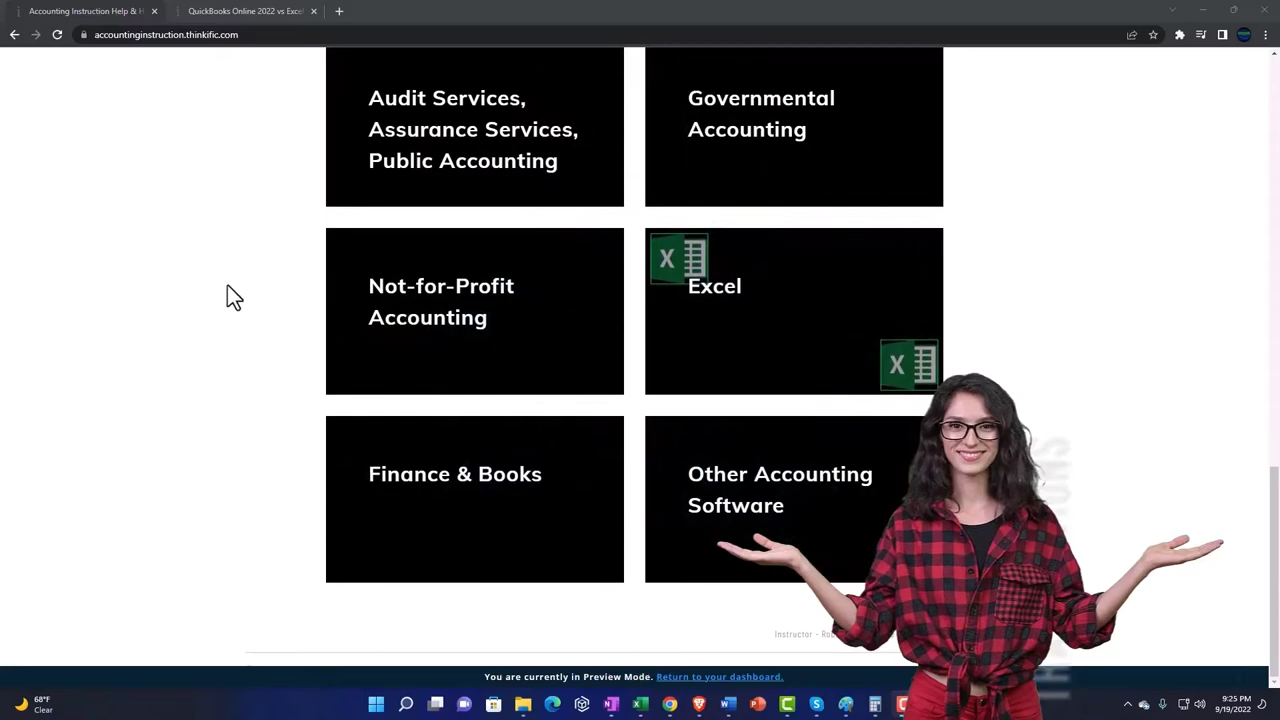 Accounting Instruction Help & H
QuickBooks Online 2022 vs Exce
accountinginstruction.thinkific.com
Audit Services,
Assurance Services,
Public Accounting
Governmental
Accounting
Not-for-Profit
Accounting
Excel
Finance & Books
Other Accounting
Software
Instructor -
You are currently in Preview Mode. Return to your dashboard.
68°F
Clear
9:25 PM
9/19/2022